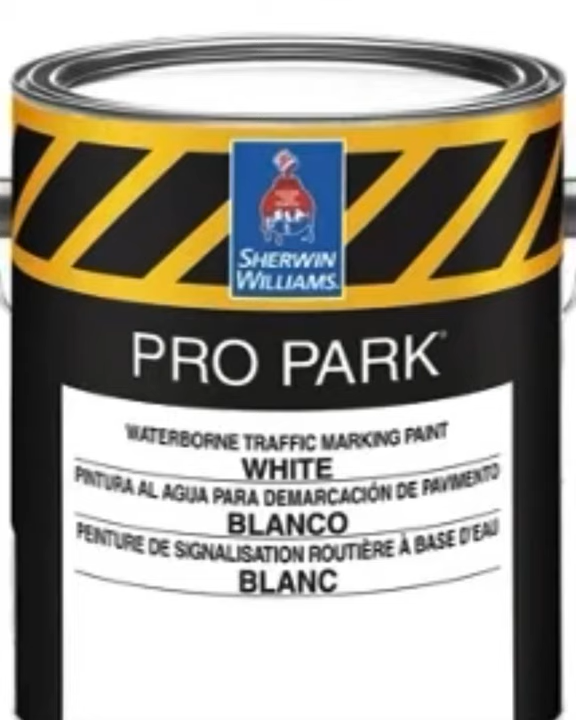 SHERWIN
WILLIAMS.
PRO PARK®
WATERBORNE TRAFFIC MARKING PAINT
WHITE
PINTURA AL AGUA PARA DEMARCACIÓN DE PAVIMENTO
BLANCO
PEINTURE DE SIGNALISATION ROUTIÈRE À BASE D'EAU
BLANC